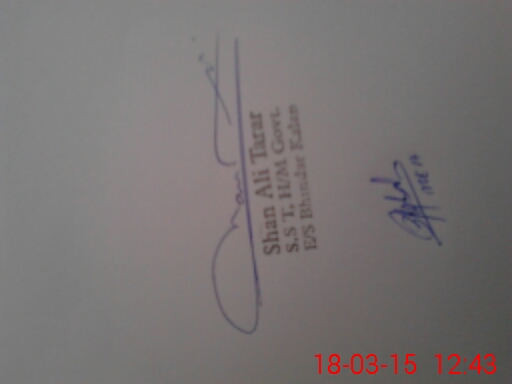 Shan Ali Tarar
S.S T, H/M Govt.
E/S Bhindar Kalan
18-03-15 12:43